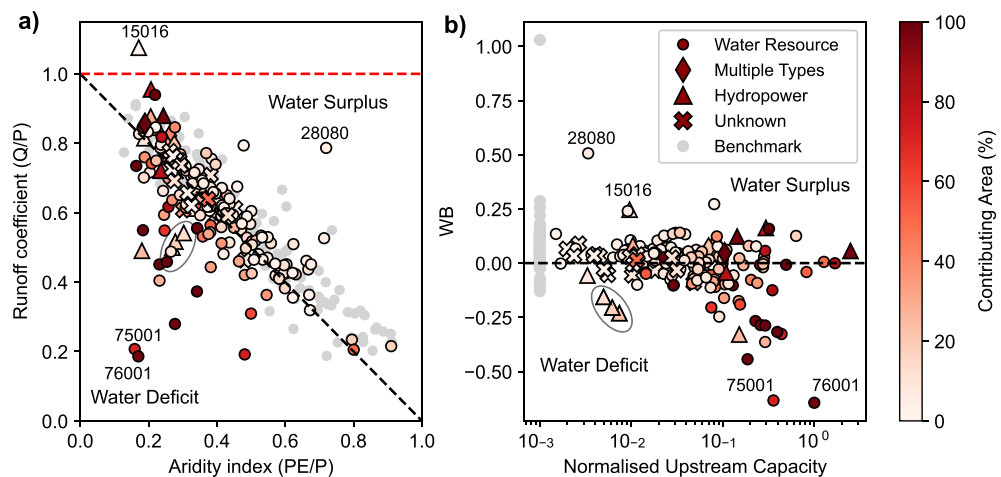 a)
15016
1.0
Water Surplus
28080
0.8
0.6
0.4
0.2
0.0
75001
76001
Water Deficit
0.0 0.2 0.4 0.6 0.8 1.0
Runoff coefficient (Q/P)
Aridity index (PE/P)
b)
1.00
0.75
0.50
0.25
0.00
−0.25
−0.50
WB
Water Resource
Multiple Types
Hydropower
Unknown
Benchmark
28080
15016
Water Surplus
Water Deficit
75001 76001
10−3 10−2 10−1 100
Normalised Upstream Capacity
100
80
60
40
20
0
Contributing Area (%)